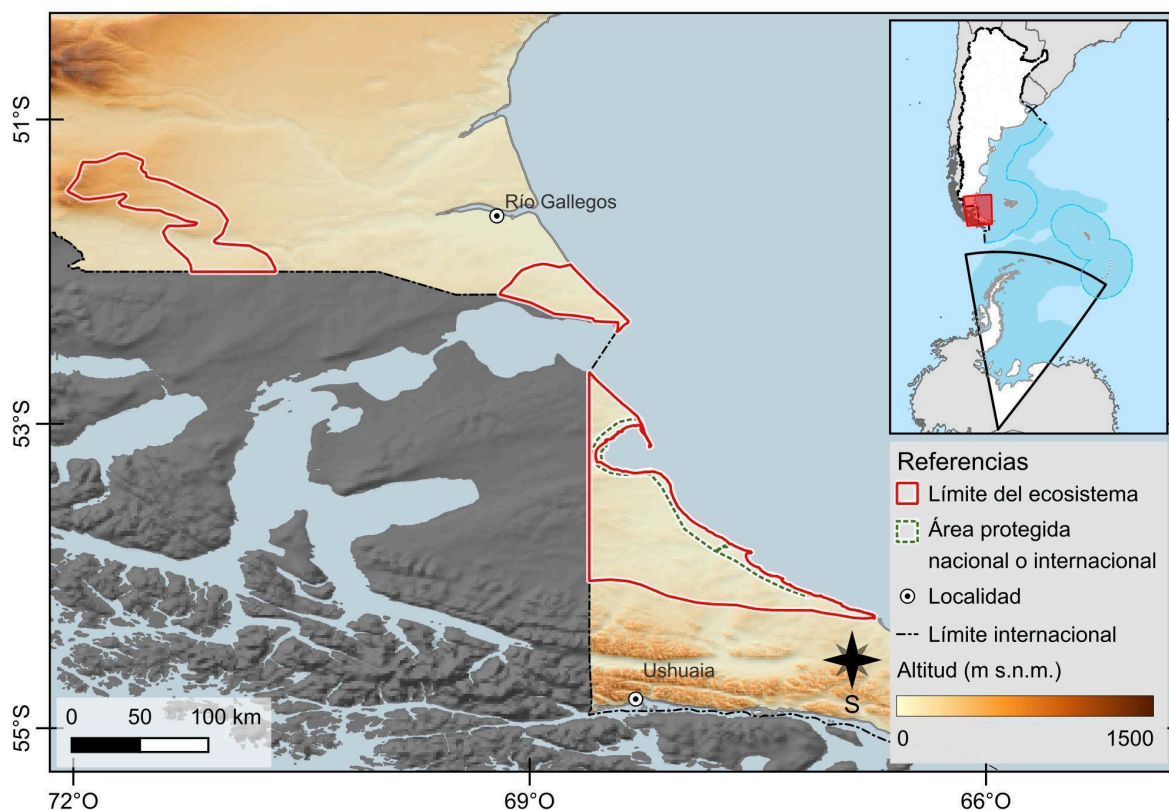 51°S
53°S
55°S
72°O
69°O
66°O
Río Gallegos
Ushuaia
S
0 50 100 km
Referencias
Límite del ecosistema
Área protegida
nacional o internacional
Localidad
Límite internacional
Altitud (m s.n.m.)
0 1500